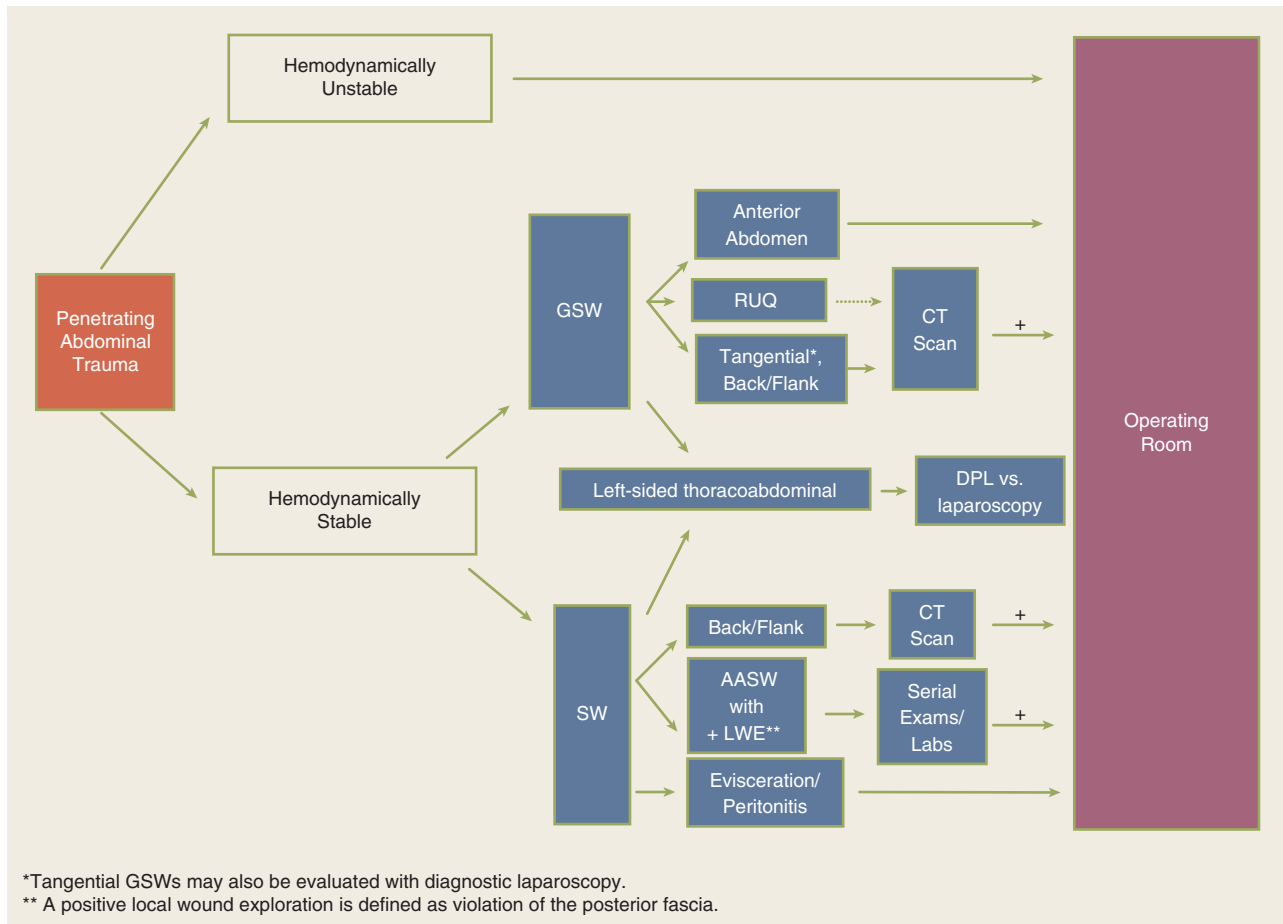 Hemodynamically
Unstable
Anterior
Abdomen
GSW
RUQ
CT
Scan
+
Penetrating
Abdominal
Trauma
Tangential*,
Back/Flank
Operating
Room
Hemodynamically
Stable
Left-sided thoracoabdominal
DPL vs.
laparoscopy
SW
Back/Flank
CT
Scan
+
AASW
with
+ LWE**
Serial
Exams/
Labs
+
Evisceration/
Peritonitis
*Tangential GSWs may also be evaluated with diagnostic laparoscopy.
** A positive local wound exploration is defined as violation of the posterior fascia.